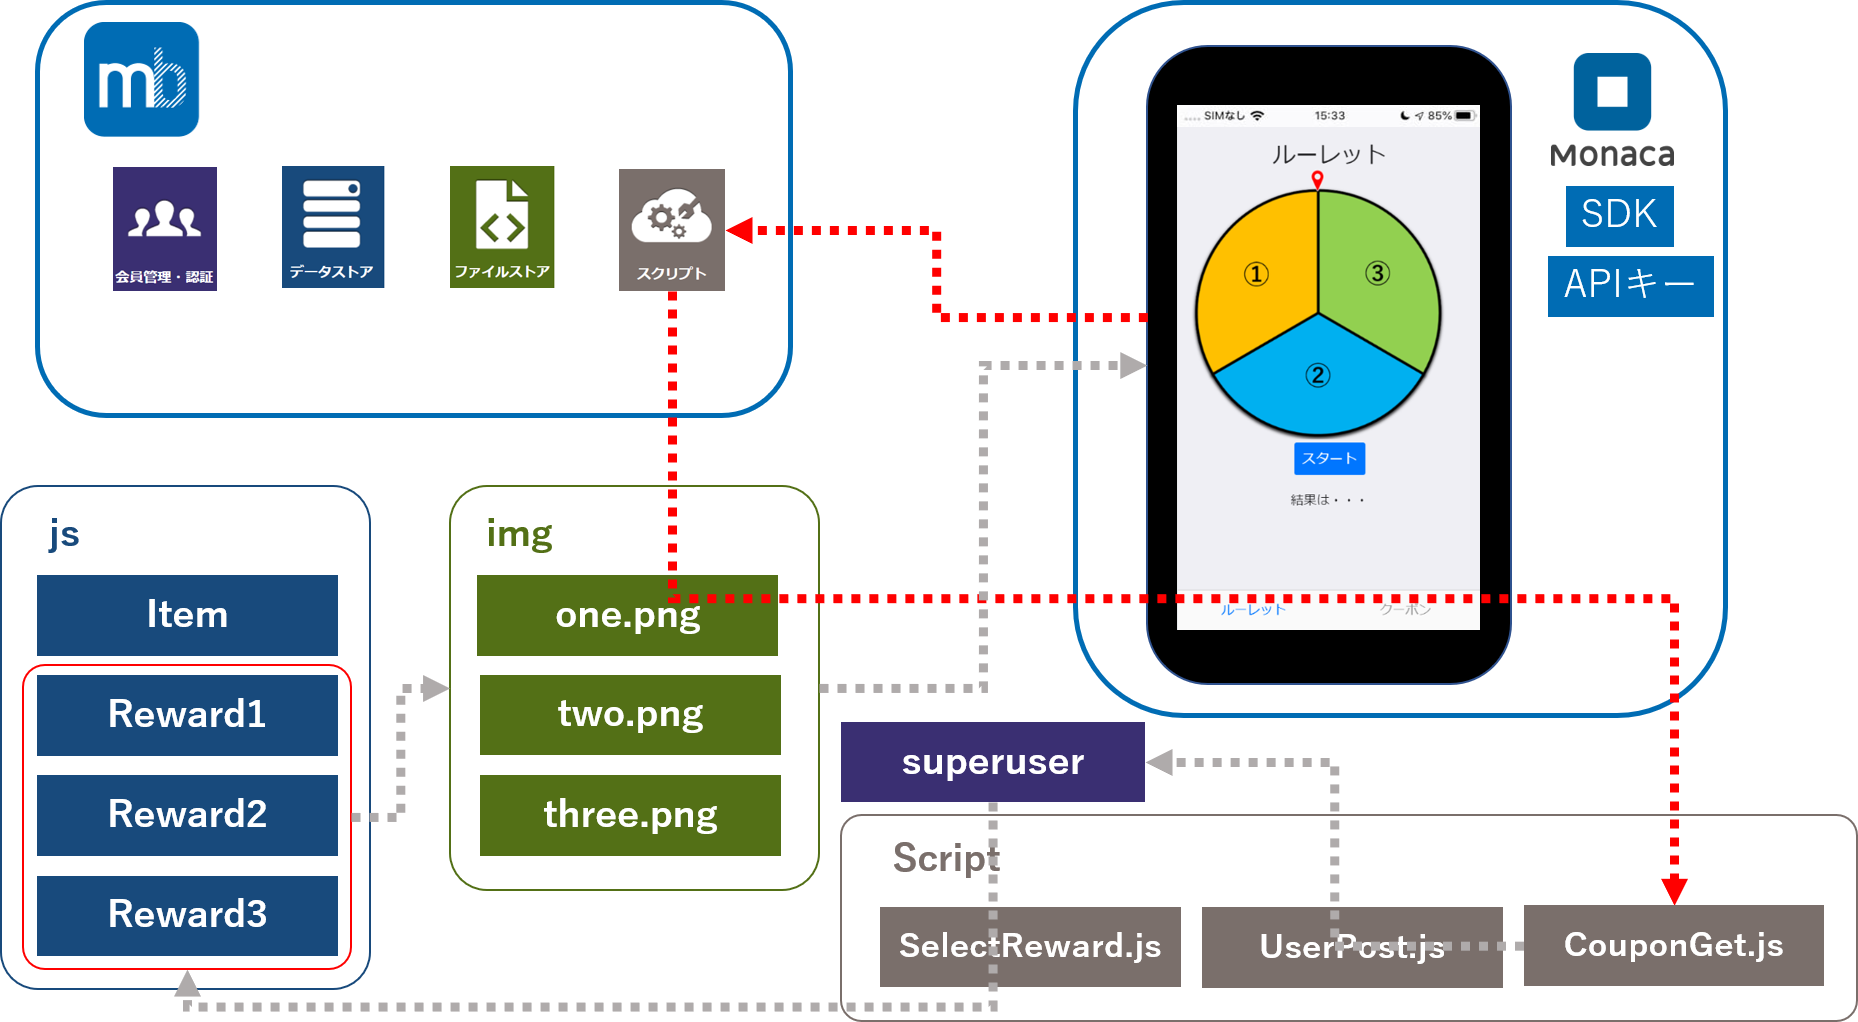 mb
会員管理・認証
データストア
ファイルストア
スクリプト
SIMなし
15:33
85%
ルーレット
①
③
②
スタート
結果は・・・
ルーレット
クーポン
Monaca
SDK
APIキー
js
Item
Reward1
Reward2
Reward3
img
one.png
two.png
three.png
superuser
Script
SelectReward.js
UserPost.js
CouponGet.js